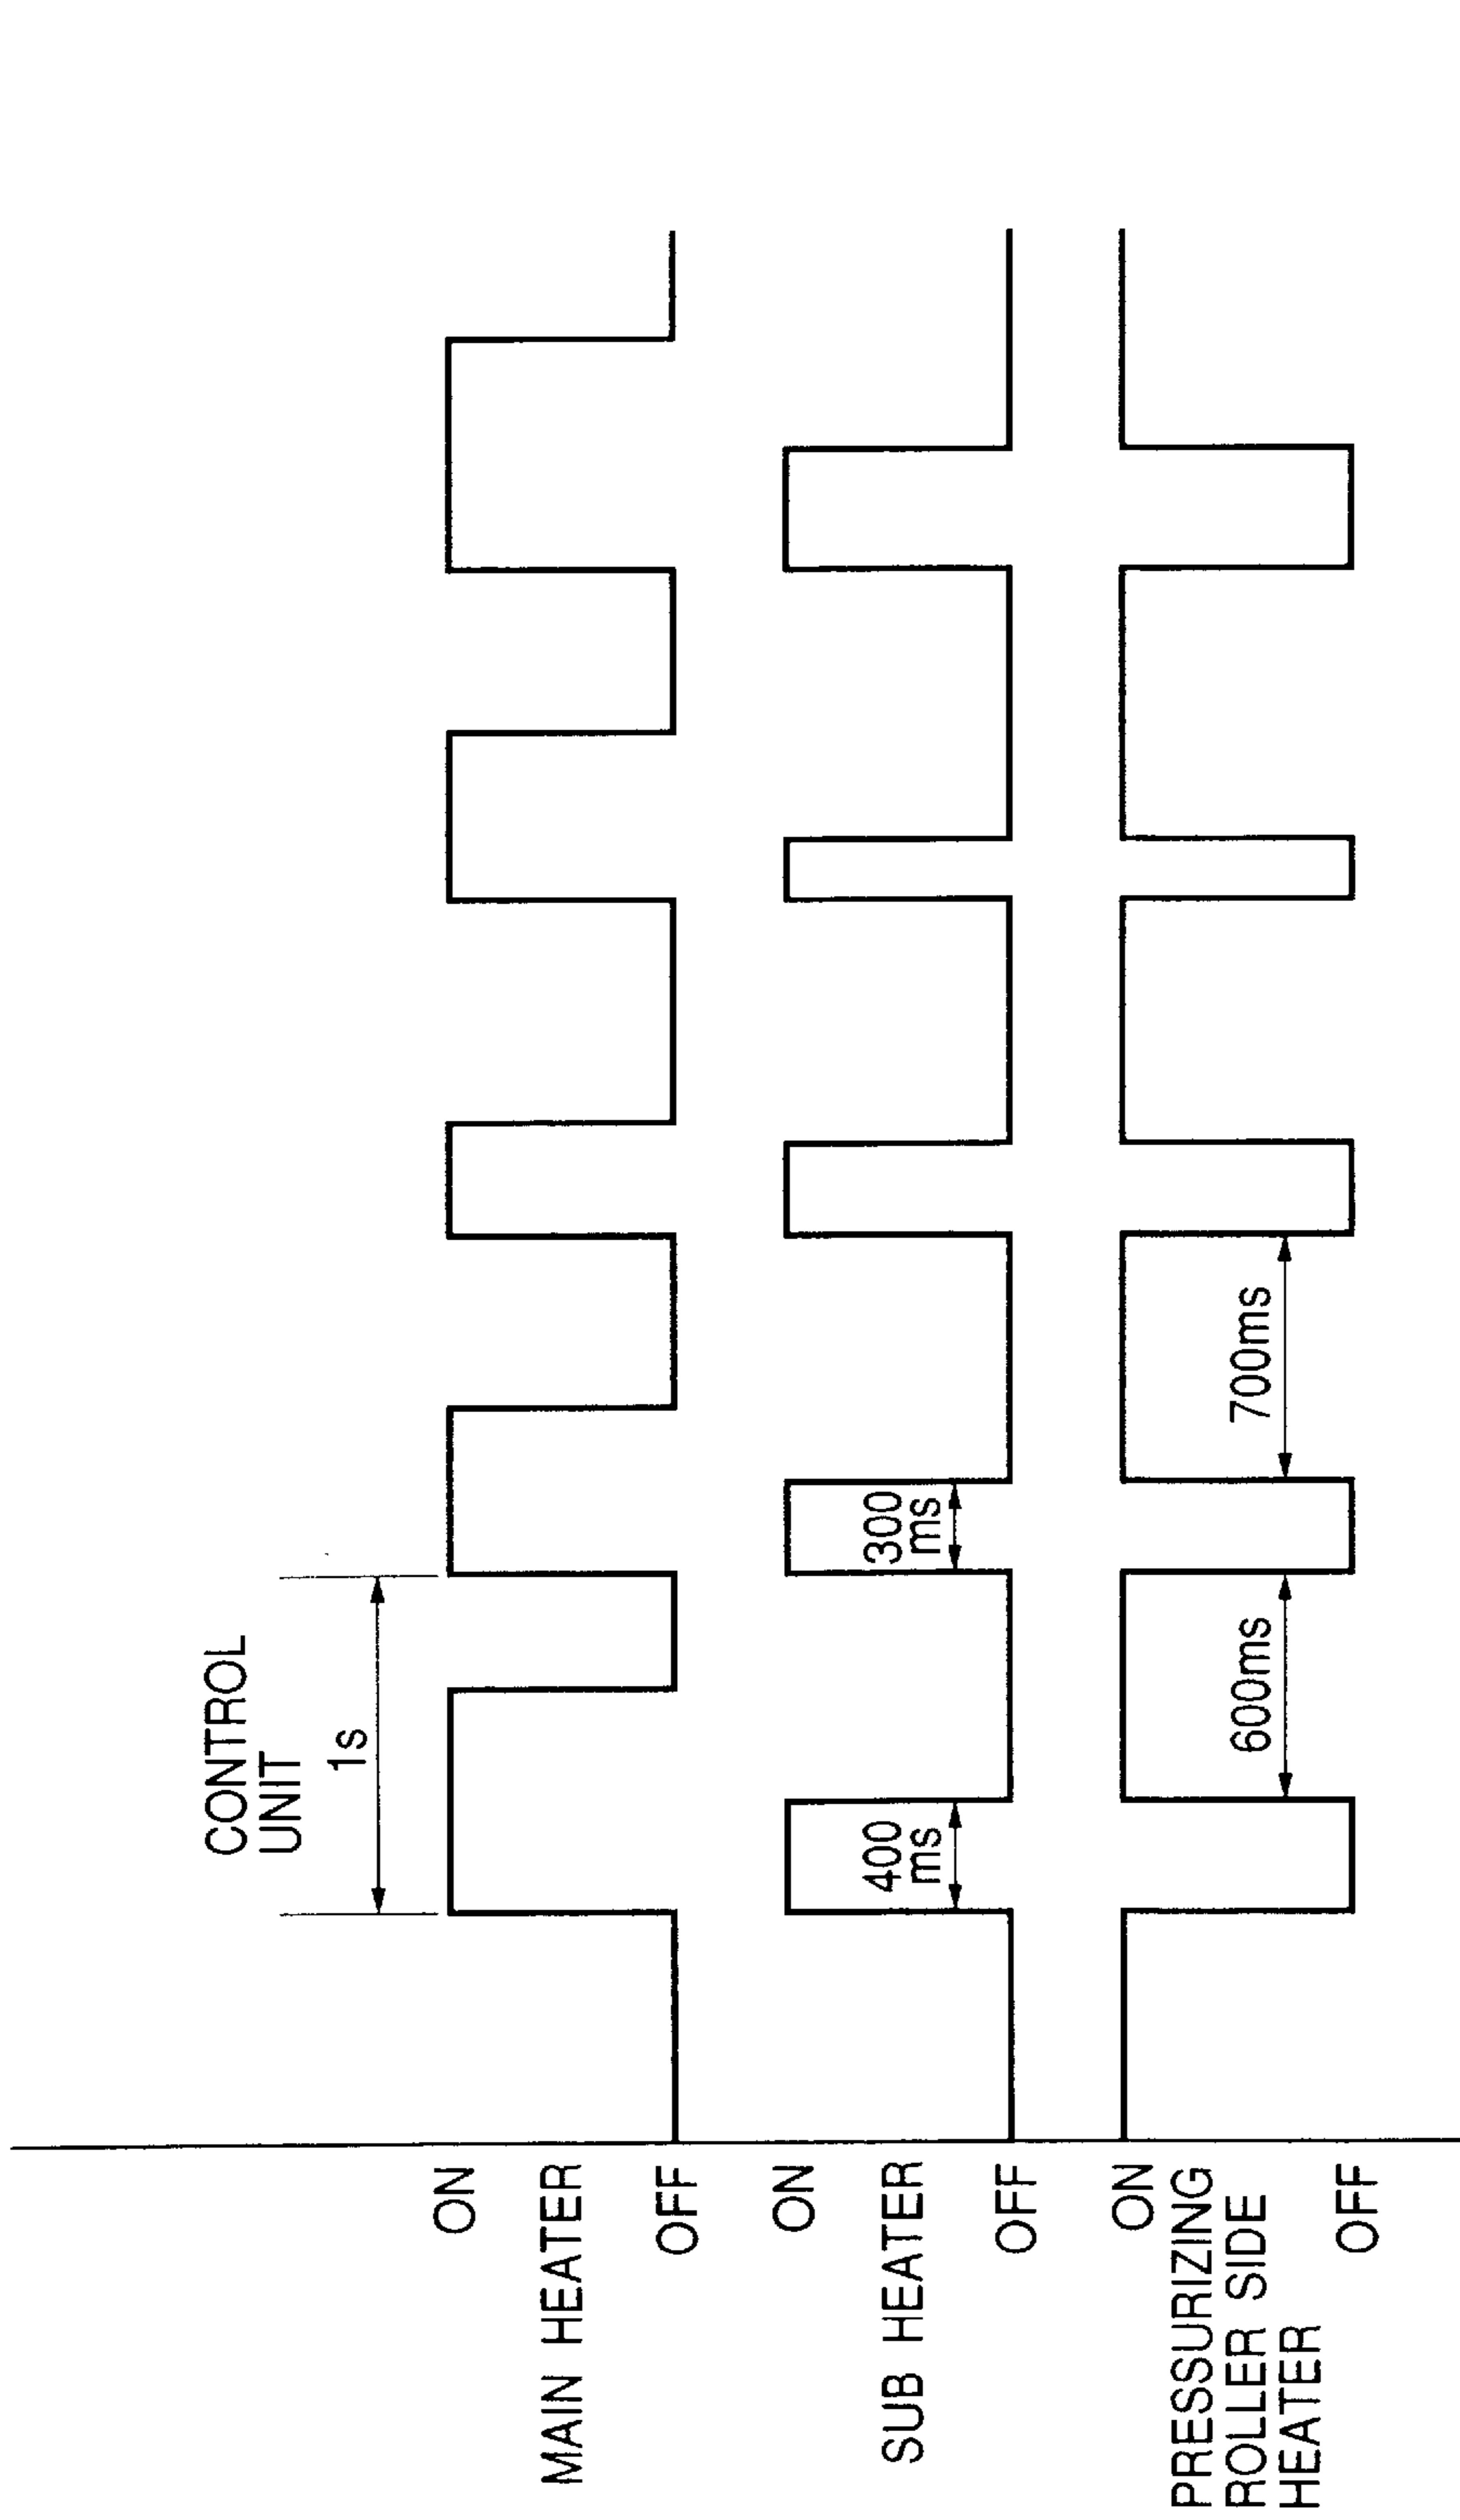 CONTROL
UNIT
1s
ON
MAIN HEATER
OFF
ON
SUB HEATER
400
ms
300
ms
OFF
ON
PRESSURIZING
ROLLER SIDE
HEATER
600ms
700ms
OFF